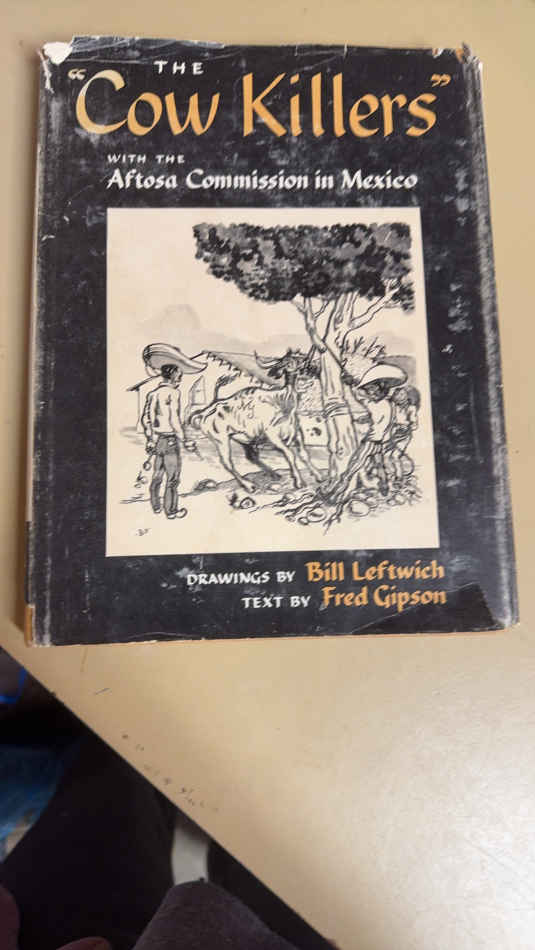 THE
"Cow Killers"
WITH THE
Aftosa Commission in Mexico
DRAWINGS BY Bill Leftwich
TEXT BY Fred Gipson